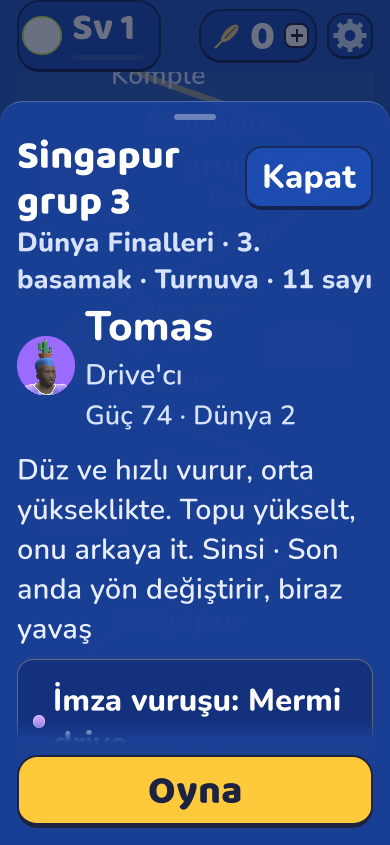 Sv 1
0
Komple
Singapur
grup 3
Kapat
Dünya Finalleri · 3.
basamak · Turnuva · 11 sayı
Tomas
Drive'cı
Güç 74 · Dünya 2
Düz ve hızlı vurur, orta
yükseklikte. Topu yükselt,
onu arkaya it. Sinsi · Son
anda yön değiştirir, biraz
yavaş
İmza vuruşu: Mermi
drive
Oyna